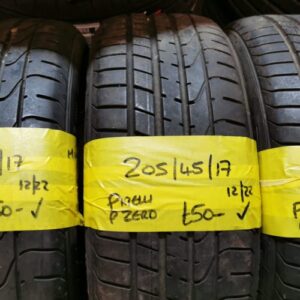 /17
M
12/22
50- ✓
205/45/17
12/22
PIRELLI
P ZERO
£50- ✓
F